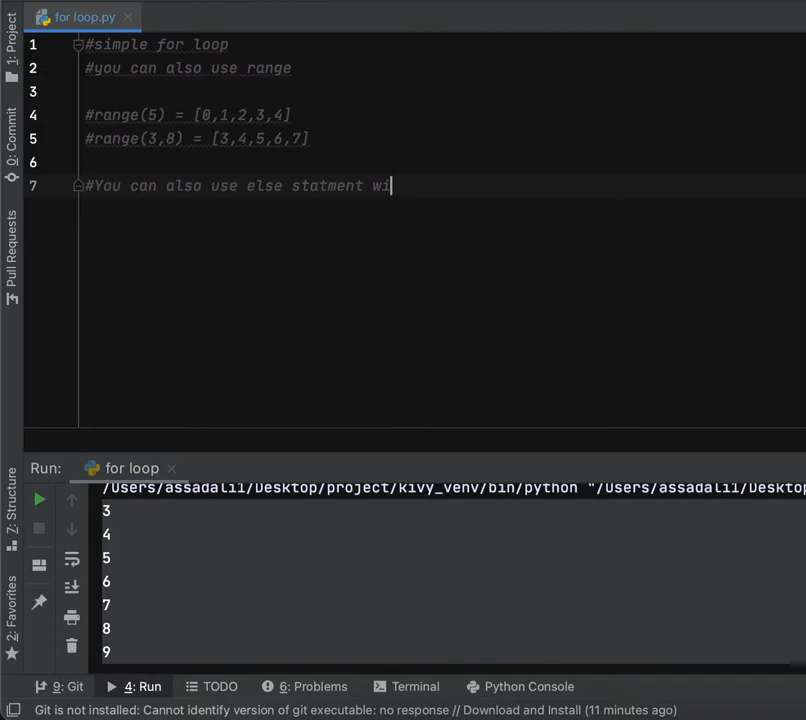 for loop.py
1: Project
0: Commit
Pull Requests
1 #simple for loop
2 #you can also use range
3
4 #range(5) = [0,1,2,3,4]
5 #range(3,8) = [3,4,5,6,7]
6
7 #You can also use else statment wi
Run: for loop
/Users/assadali1/Desktop/project/kivy_venv/bin/python "/Users/assadali1/Desktop
3
4
5
6
7
8
9
Z: Structure
2: Favorites
9: Git 4: Run TODO 6: Problems Terminal Python Console
Git is not installed: Cannot identify version of git executable: no response // Download and Install (11 minutes ago)